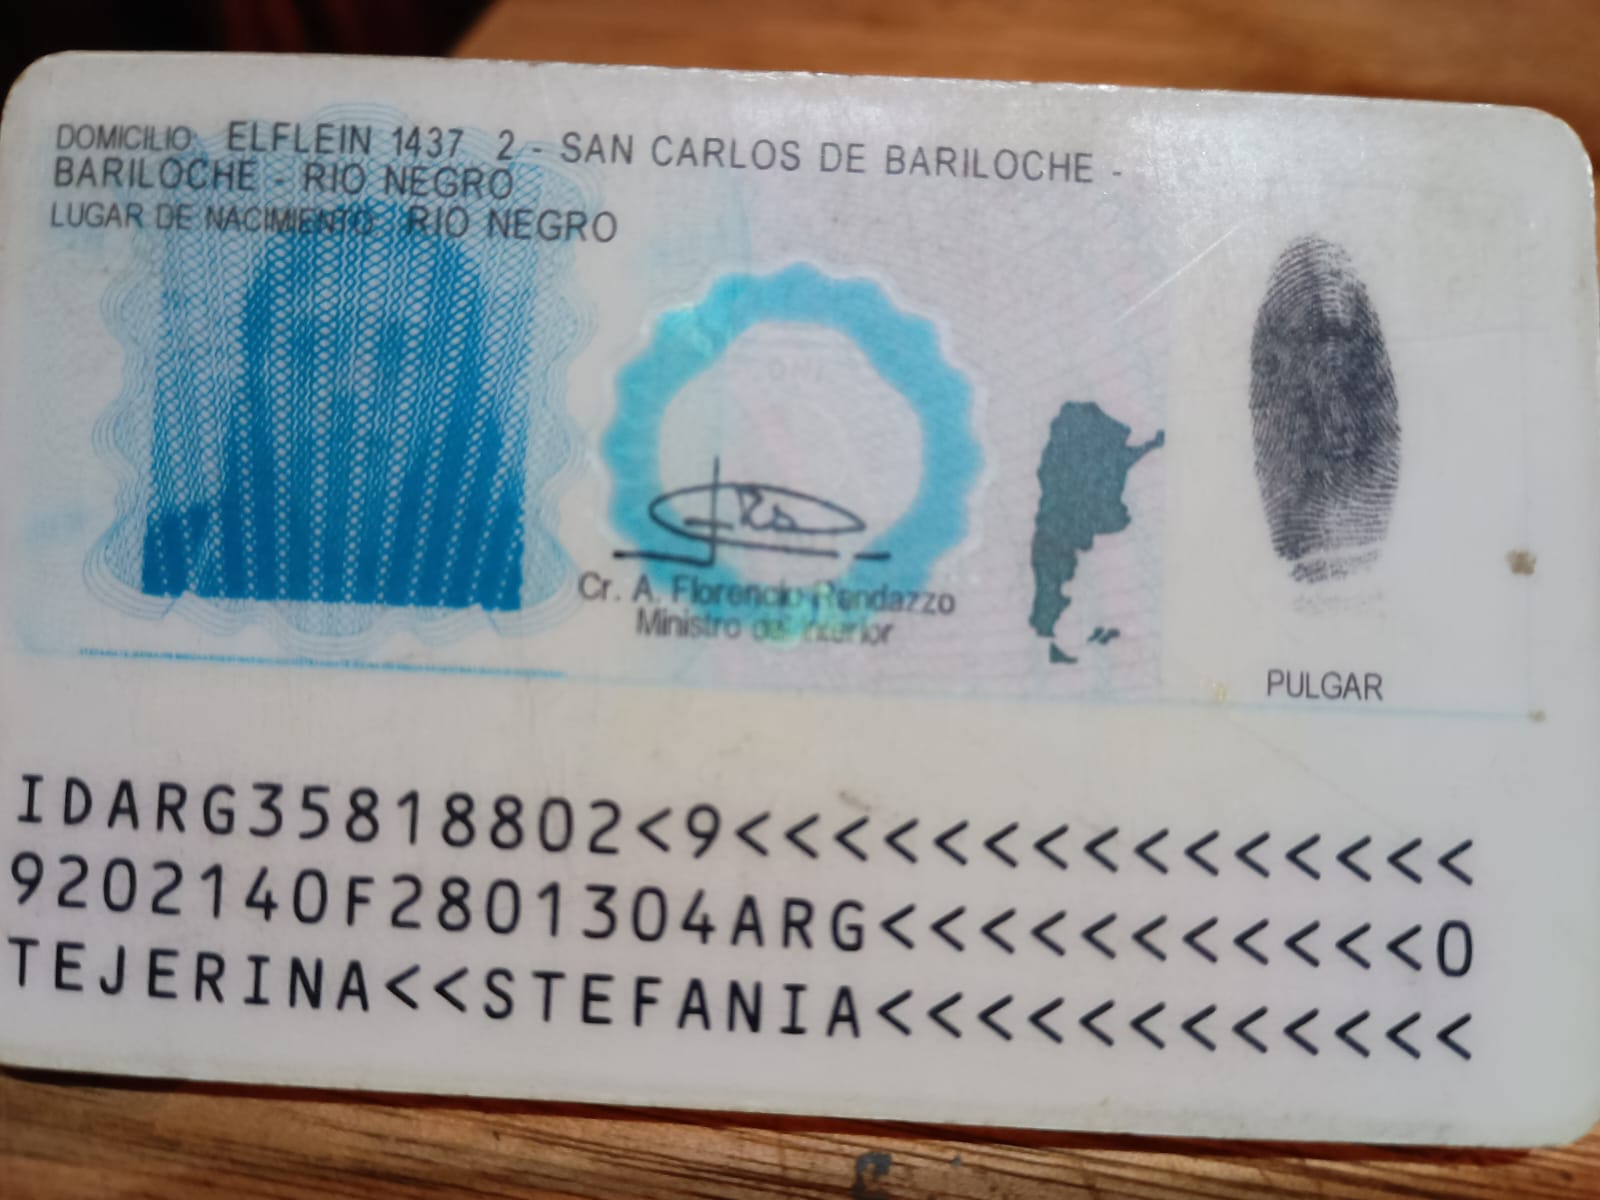 DOMICILIO: ELFLEIN 1437 2 - SAN CARLOS DE BARILOCHE -
BARILOCHE - RIO NEGRO
LUGAR DE NACIMIENTO: RIO NEGRO
DNI
Cr. A. Florencio Randazzo
Ministro del Interior
PULGAR
IDARG35818802<9<<<<<<<<<<<<<<<
9202140F2801304ARG<<<<<<<<<<<0
TEJERINA<<STEFANIA<<<<<<<<<<<<